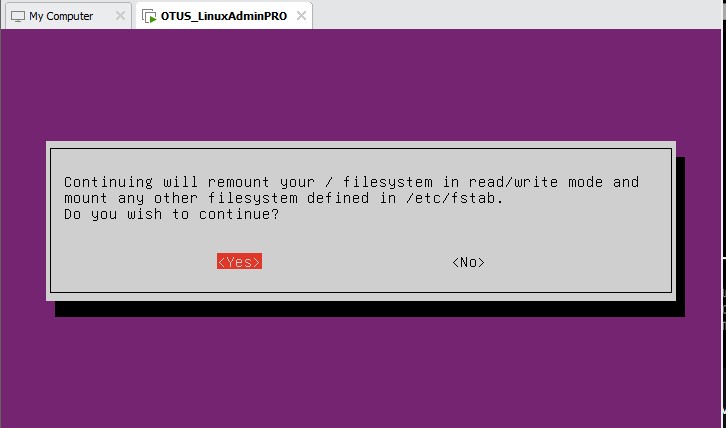 My Computer
OTUS_LinuxAdminPRO
Continuing will remount your / filesystem in read/write mode and
mount any other filesystem defined in /etc/fstab.
Do you wish to continue?
<Yes> <No>